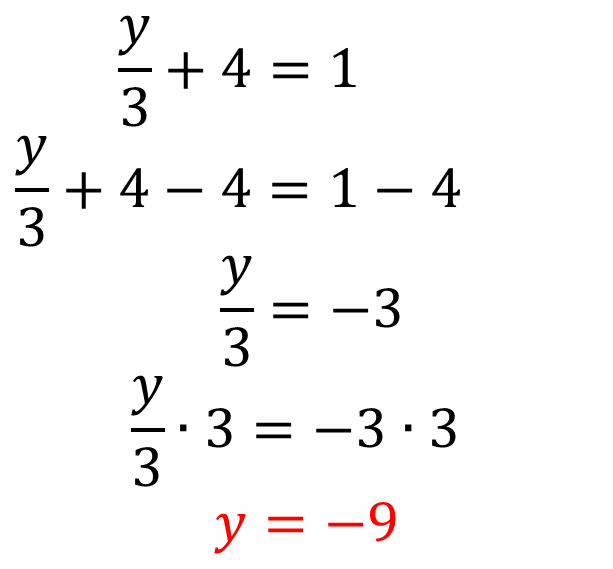 y/3 + 4 = 1
y/3 + 4 − 4 = 1 − 4
y/3 = −3
y/3 · 3 = −3 · 3
y = −9